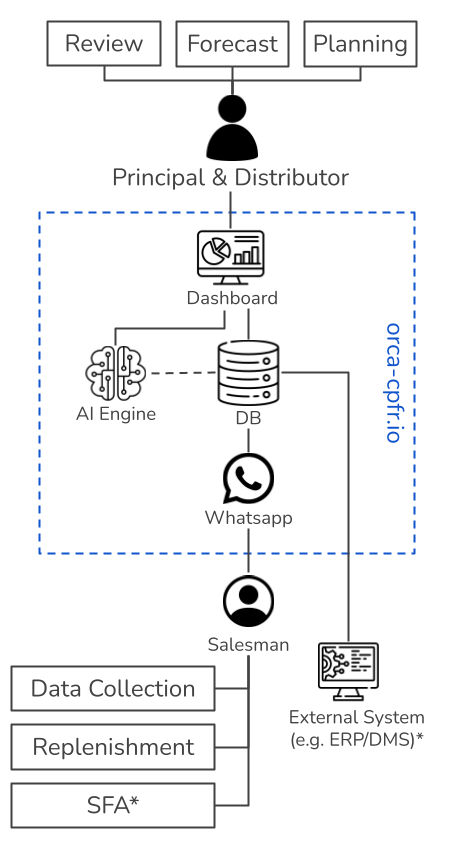 Review
Forecast
Planning
Principal & Distributor
Dashboard
AI Engine
DB
orca-cpfr.io
Whatsapp
Salesman
Data Collection
Replenishment
SFA*
External System
(e.g. ERP/DMS)*